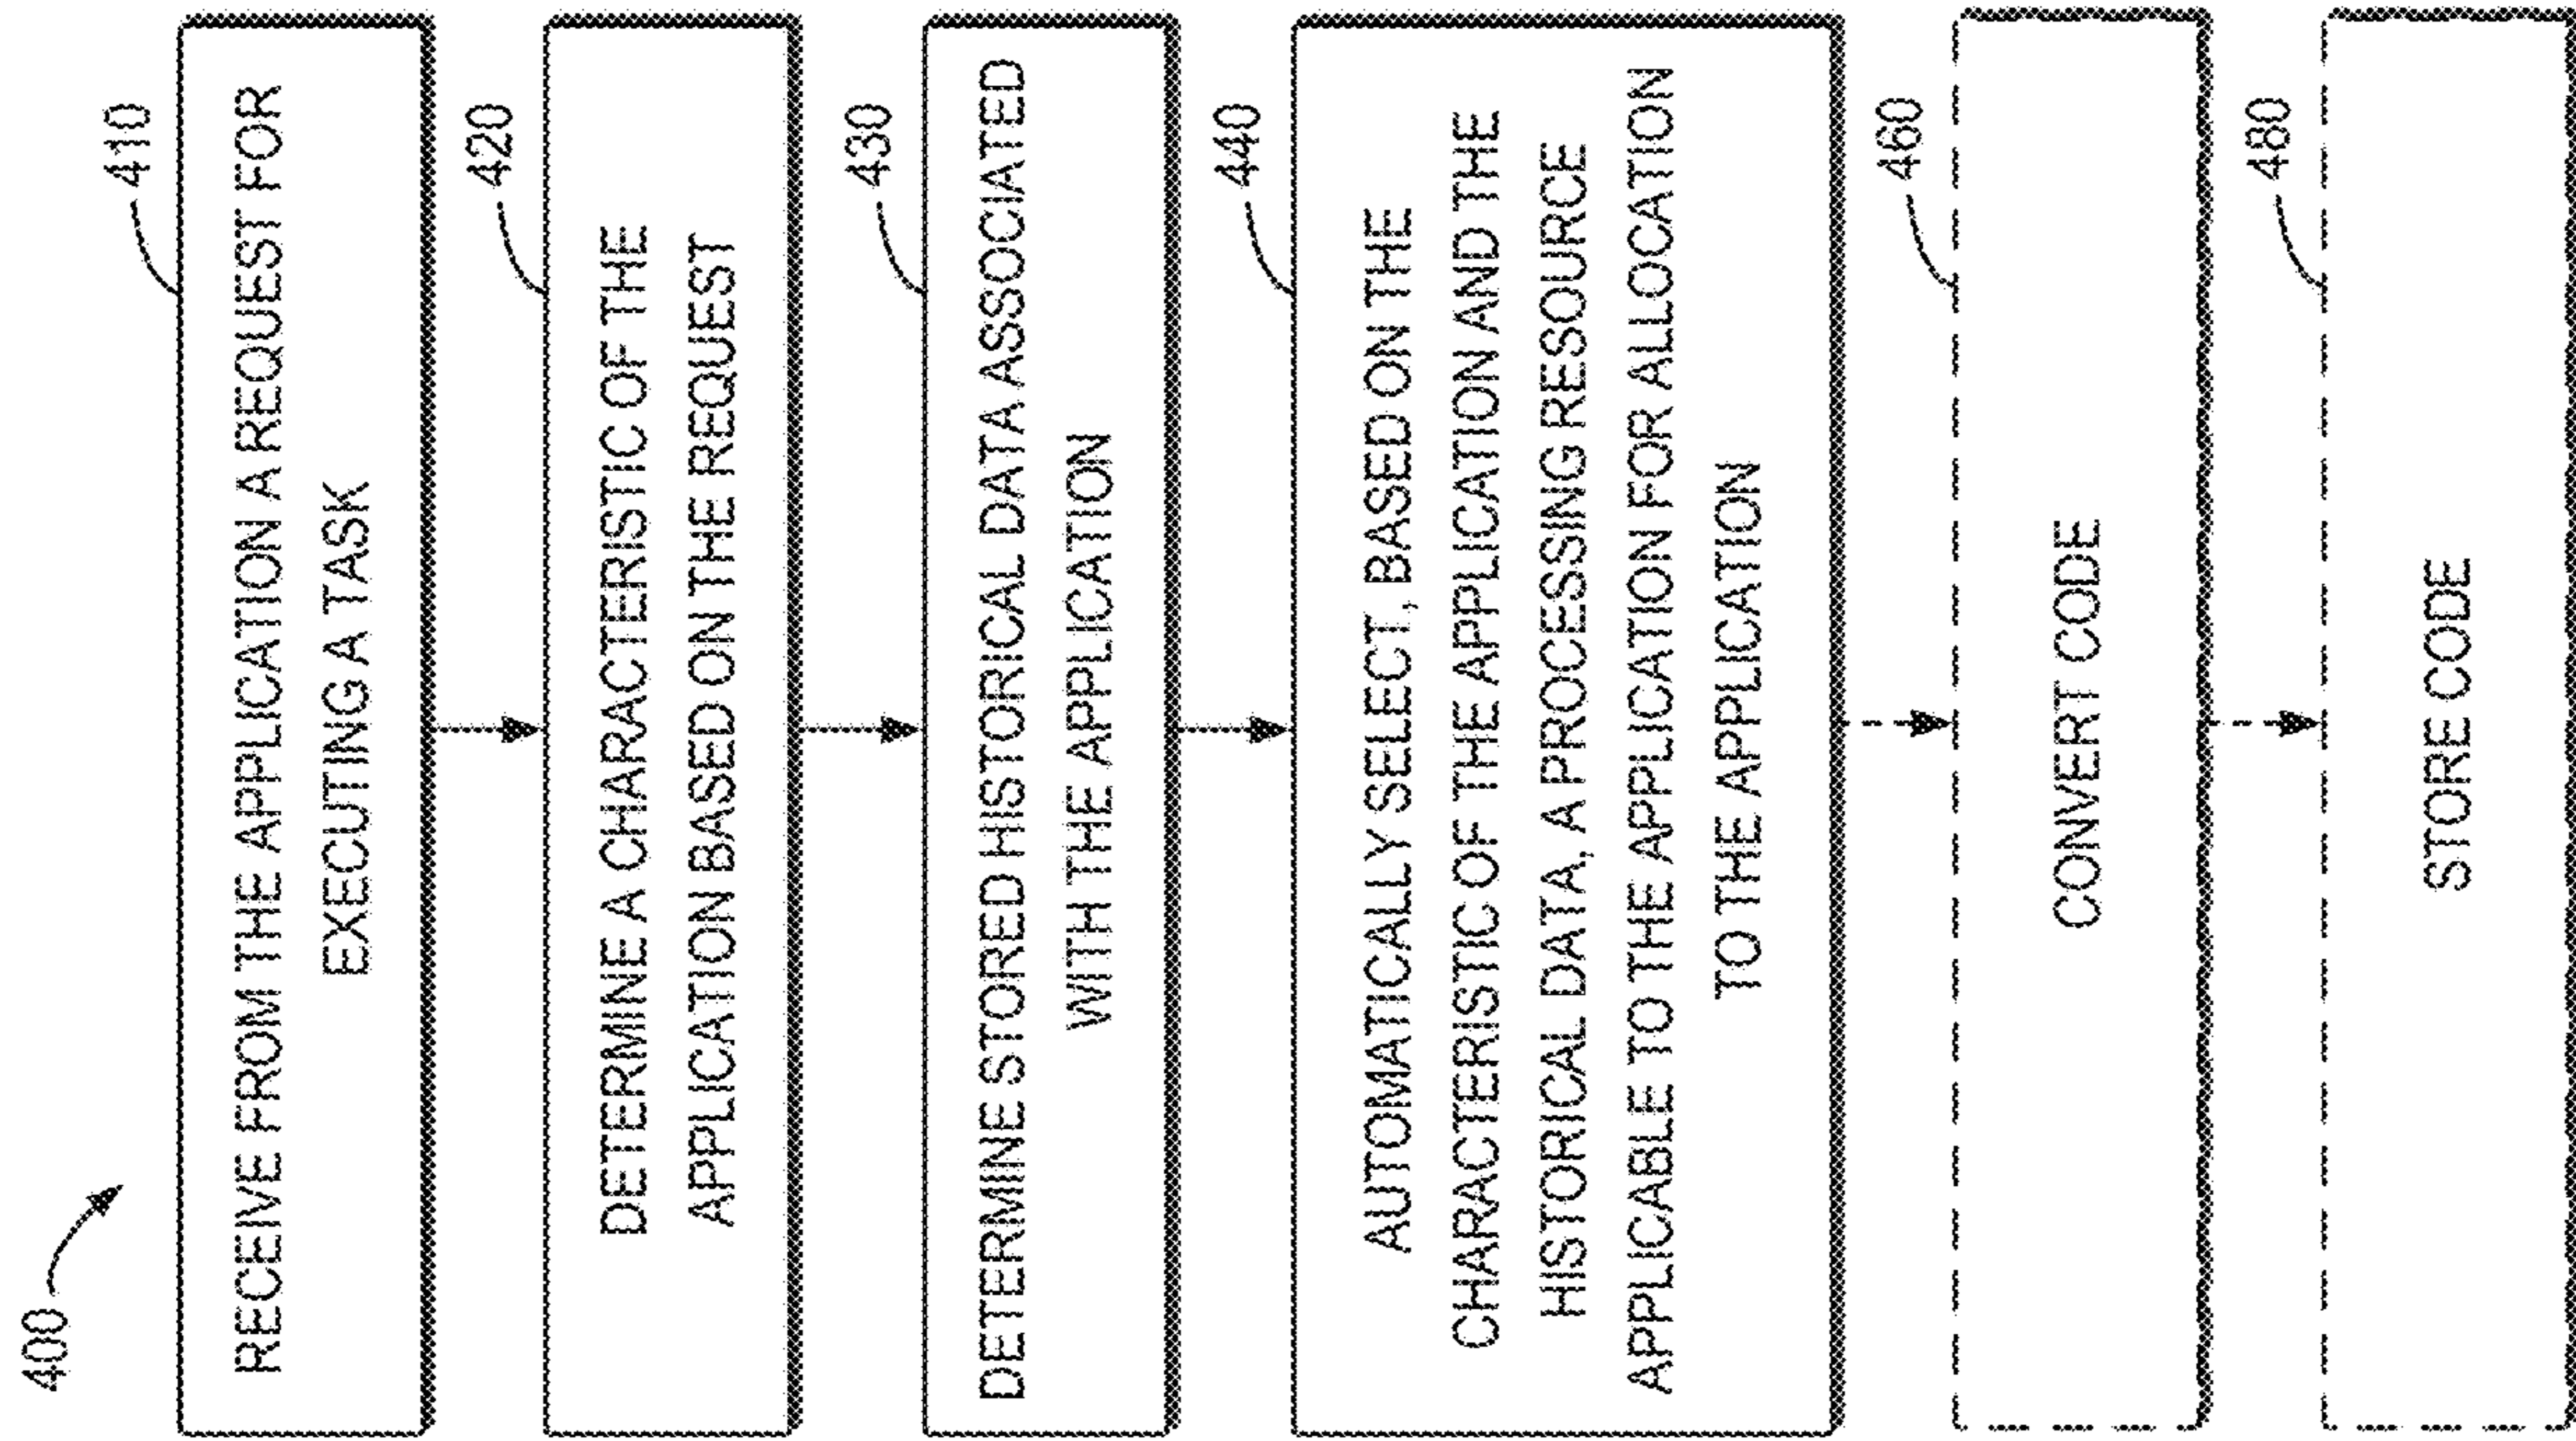 400
410
RECEIVE FROM THE APPLICATION A REQUEST FOR
EXECUTING A TASK
420
DETERMINE A CHARACTERISTIC OF THE
APPLICATION BASED ON THE REQUEST
430
DETERMINE STORED HISTORICAL DATA ASSOCIATED
WITH THE APPLICATION
440
AUTOMATICALLY SELECT, BASED ON THE
CHARACTERISTIC OF THE APPLICATION AND THE
HISTORICAL DATA, A PROCESSING RESOURCE
APPLICABLE TO THE APPLICATION FOR ALLOCATION
TO THE APPLICATION
460
CONVERT CODE
480
STORE CODE